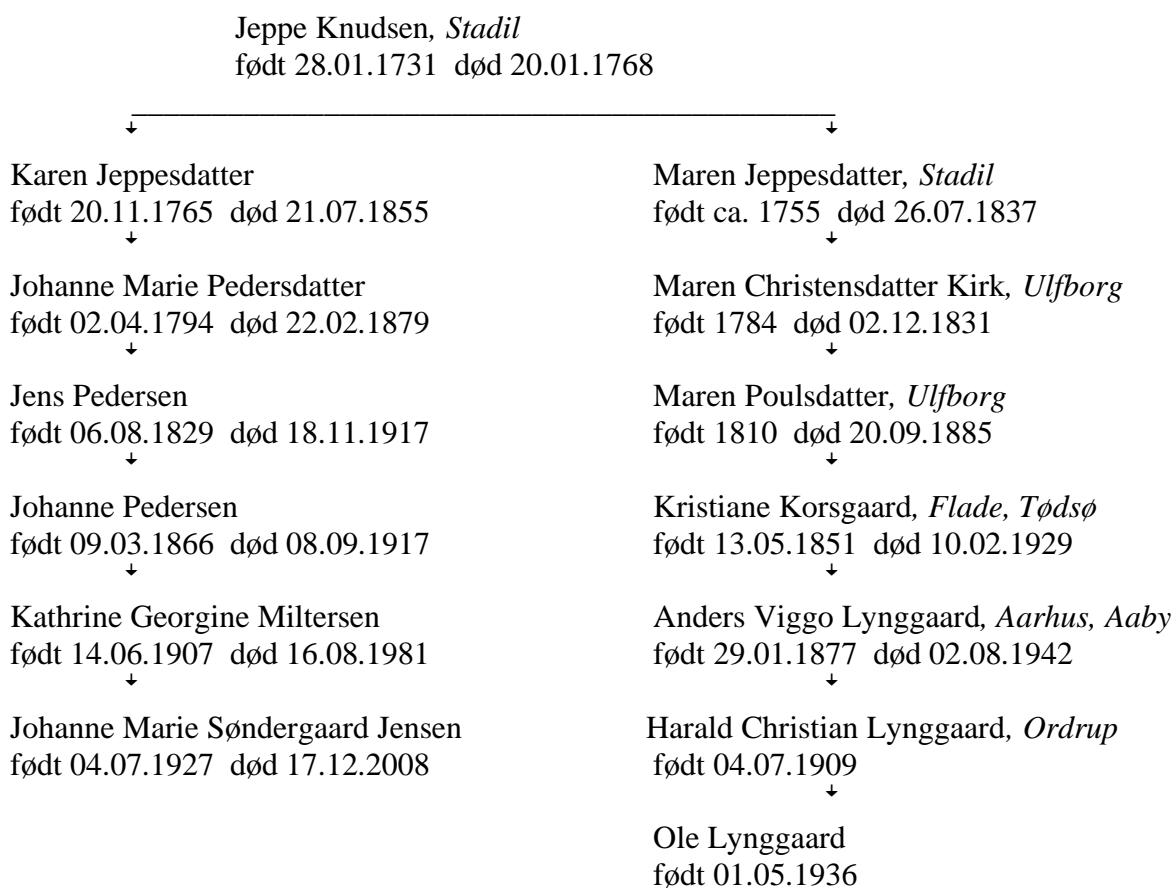 Jeppe Knudsen, Stadil
født 28.01.1731 død 20.01.1768
Karen Jeppesdatter
født 20.11.1765 død 21.07.1855
Johanne Marie Pedersdatter
født 02.04.1794 død 22.02.1879
Jens Pedersen
født 06.08.1829 død 18.11.1917
Johanne Pedersen
født 09.03.1866 død 08.09.1917
Kathrine Georgine Miltersen
født 14.06.1907 død 16.08.1981
Johanne Marie Søndergaard Jensen
født 04.07.1927 død 17.12.2008
Maren Jeppesdatter, Stadil
født ca. 1755 død 26.07.1837
Maren Christensdatter Kirk, Ulfborg
født 1784 død 02.12.1831
Maren Poulsdatter, Ulfborg
født 1810 død 20.09.1885
Kristiane Korsgaard, Flade, Tødsø
født 13.05.1851 død 10.02.1929
Anders Viggo Lynggaard, Aarhus, Aaby
født 29.01.1877 død 02.08.1942
Harald Christian Lynggaard, Ordrup
født 04.07.1909
Ole Lynggaard
født 01.05.1936